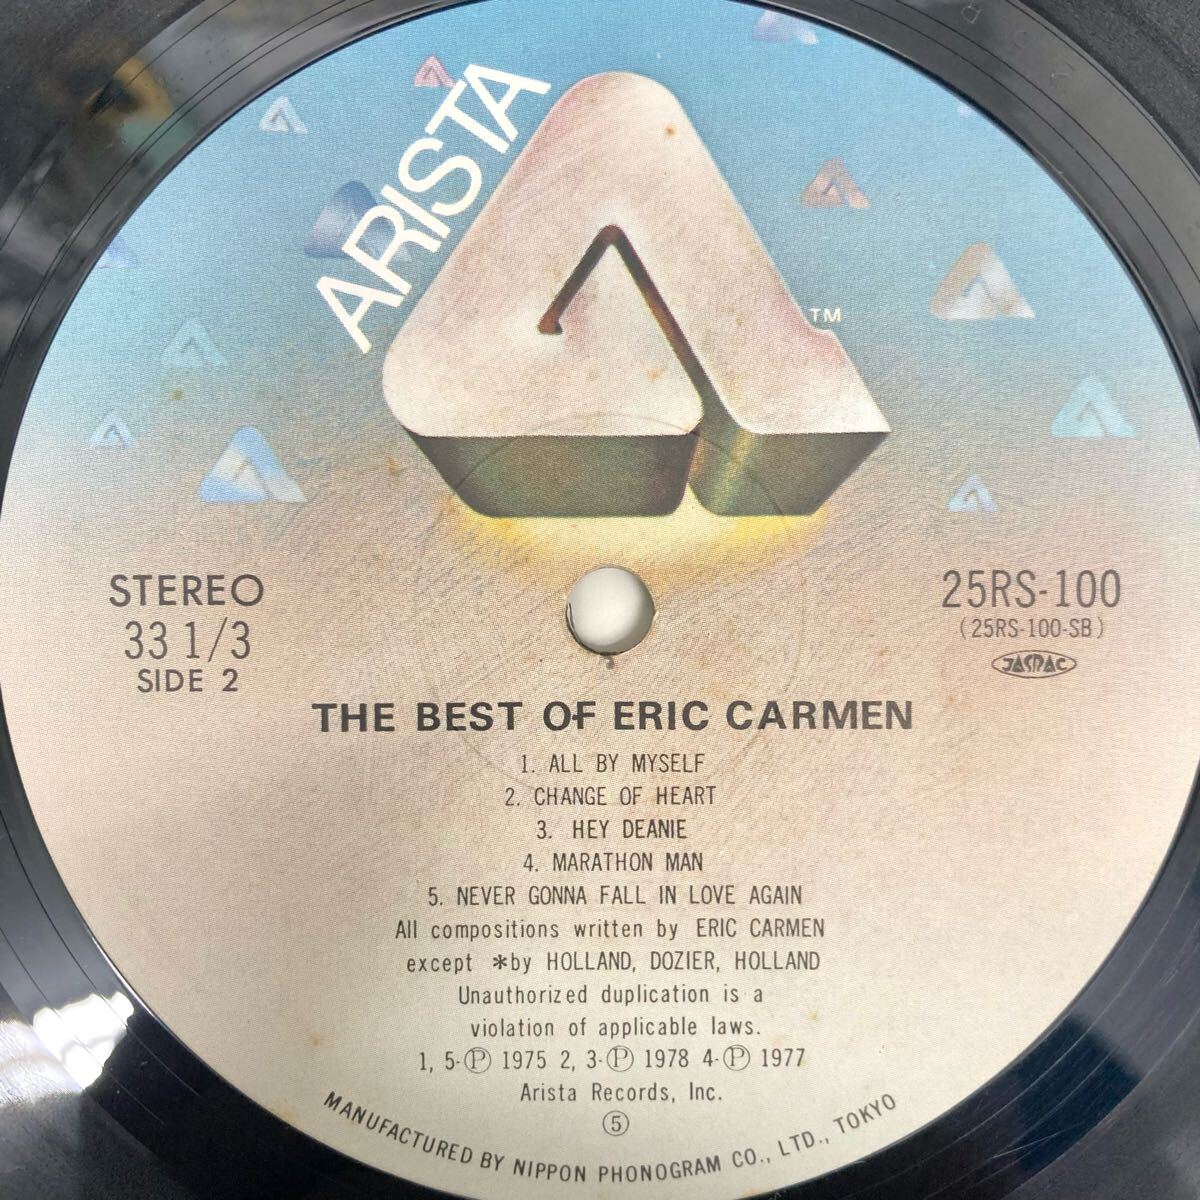 ARISTA
TM
STEREO
33 1/3
SIDE 2
25RS-100
(25RS-100-SB)
JASRAC
THE BEST OF ERIC CARMEN
1. ALL BY MYSELF
2. CHANGE OF HEART
3. HEY DEANIE
4. MARATHON MAN
5. NEVER GONNA FALL IN LOVE AGAIN
All compositions written by ERIC CARMEN
except *by HOLLAND, DOZIER, HOLLAND
Unauthorized duplication is a
violation of applicable laws.
1, 5-Ⓟ 1975 2, 3-Ⓟ 1978 4-Ⓟ 1977
Arista Records, Inc.
⑤
MANUFACTURED BY NIPPON PHONOGRAM CO., LTD., TOKYO